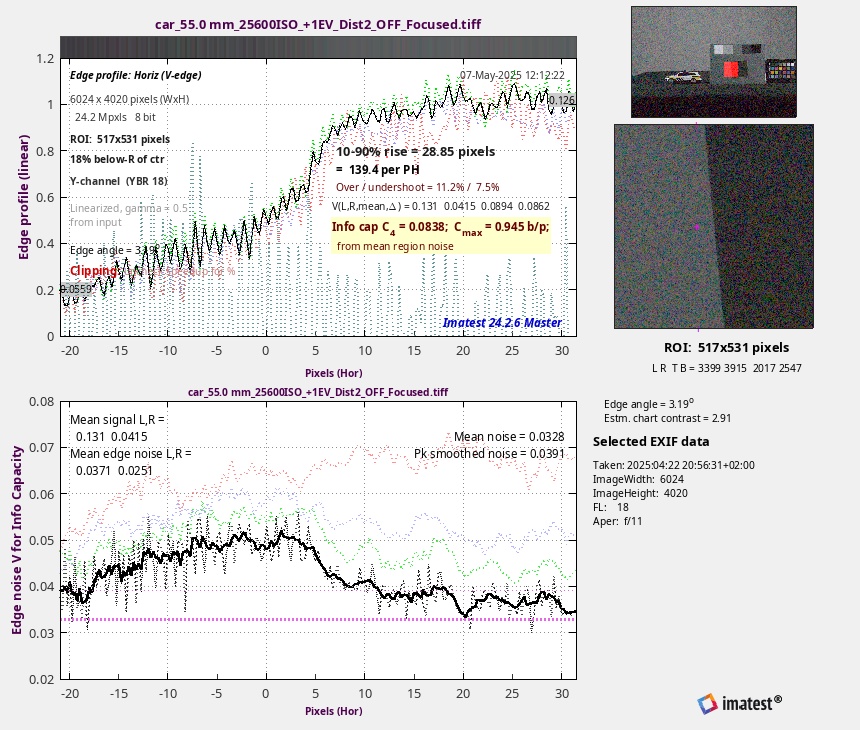 car_55.0 mm_25600ISO_+1EV_Dist2_OFF_Focused.tiff
Edge profile: Horiz (V-edge)
07-May-2025 12:12:22
6024 x 4020 pixels (WxH)
24.2 Mpxls 8 bit
ROI: 517x531 pixels
18% below-R of ctr
Y-channel (YBR 18)
Linearized, gamma = 0.5
from input
Edge angle = 3.19
Clipping
10-90% rise = 28.85 pixels
= 139.4 per PH
Over / undershoot = 11.2% / 7.5%
V(L,R,mean,Δ) = 0.131 0.0415 0.0894 0.0862
Info cap C4 = 0.0838; Cmax = 0.945 b/p;
from mean region noise
0.126
0.0559
Imatest 24.2.6 Master
Edge profile (linear)
1.2
1
0.8
0.6
0.4
0.2
0
-20 -15 -10 -5 0 5 10 15 20 25 30
Pixels (Hor)
car_55.0 mm_25600ISO_+1EV_Dist2_OFF_Focused.tiff
Mean signal L,R =
0.131 0.0415
Mean edge noise L,R =
0.0371 0.0251
Mean noise = 0.0328
Pk smoothed noise = 0.0391
Edge noise V for Info Capacity
0.08
0.07
0.06
0.05
0.04
0.03
0.02
-20 -15 -10 -5 0 5 10 15 20 25 30
Pixels (Hor)
ROI: 517x531 pixels
L R T B = 3399 3915 2017 2547
Edge angle = 3.19o
Estm. chart contrast = 2.91
Selected EXIF data
Taken: 2025:04:22 20:56:31+02:00
ImageWidth: 6024
ImageHeight: 4020
FL: 18
Aper: f/11
imatest®